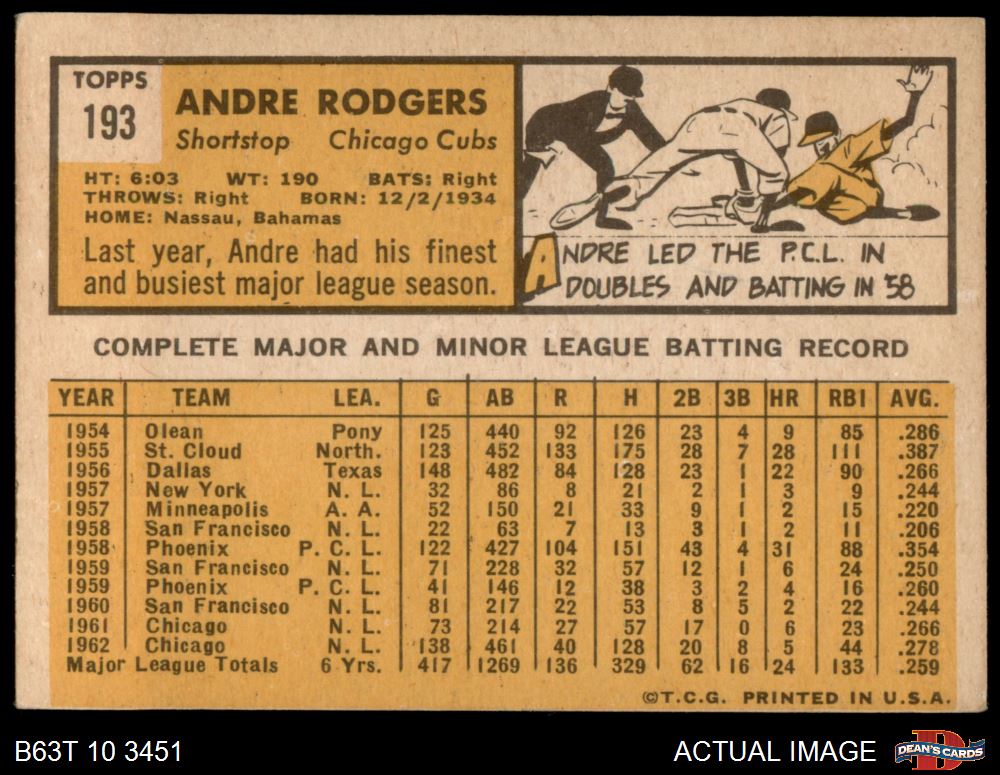 TOPPS
193
ANDRE RODGERS
Shortstop Chicago Cubs
HT: 6:03 WT: 190 BATS: Right
THROWS: Right BORN: 12/2/1934
HOME: Nassau, Bahamas
Last year, Andre had his finest
and busiest major league season.
ANDRE LED THE P.C.L. IN
DOUBLES AND BATTING IN '58
COMPLETE MAJOR AND MINOR LEAGUE BATTING RECORD
YEAR TEAM LEA. G AB R H 2B 3B HR RBI AVG.
1954 Olean Pony 125 440 92 126 23 4 9 85 .286
1955 St. Cloud North. 123 452 133 175 28 7 28 111 .387
1956 Dallas Texas 148 482 84 128 23 1 22 90 .266
1957 New York N. L. 32 86 8 21 2 1 3 9 .244
1957 Minneapolis A. A. 52 150 21 33 9 1 2 15 .220
1958 San Francisco N. L. 22 63 7 13 3 1 2 11 .206
1958 Phoenix P. C. L. 122 427 104 151 43 4 31 88 .354
1959 San Francisco N. L. 71 228 32 57 12 1 6 24 .250
1959 Phoenix P. C. L. 41 146 12 38 3 2 4 16 .260
1960 San Francisco N. L. 81 217 22 53 8 5 2 22 .244
1961 Chicago N. L. 73 214 27 57 17 0 6 23 .266
1962 Chicago N. L. 138 461 40 128 20 8 5 44 .278
Major League Totals 6 Yrs. 417 1269 136 329 62 16 24 133 .259
©T.C.G. PRINTED IN U.S.A.
B63T 10 3451
ACTUAL IMAGE
DEAN'S CARDS